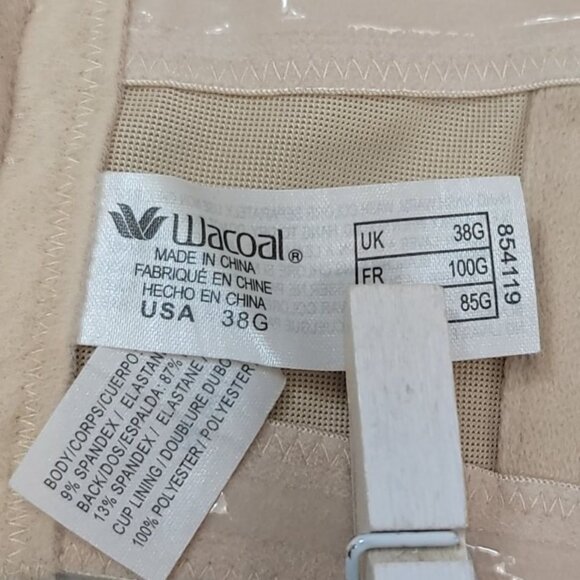 Wacoal®
MADE IN CHINA
FABRIQUÉ EN CHINE
HECHO EN CHINA
USA 38G
UK 38G
FR 100G
85G
854119
BODY/CORPS/CUERPO
9% SPANDEX / ELASTANE
BACK/DOS/ESPALDA: 87%
13% SPANDEX / ELASTANE
CUP LINING/DOUBLURE DU BO
100% POLYESTER/POLYESTER/